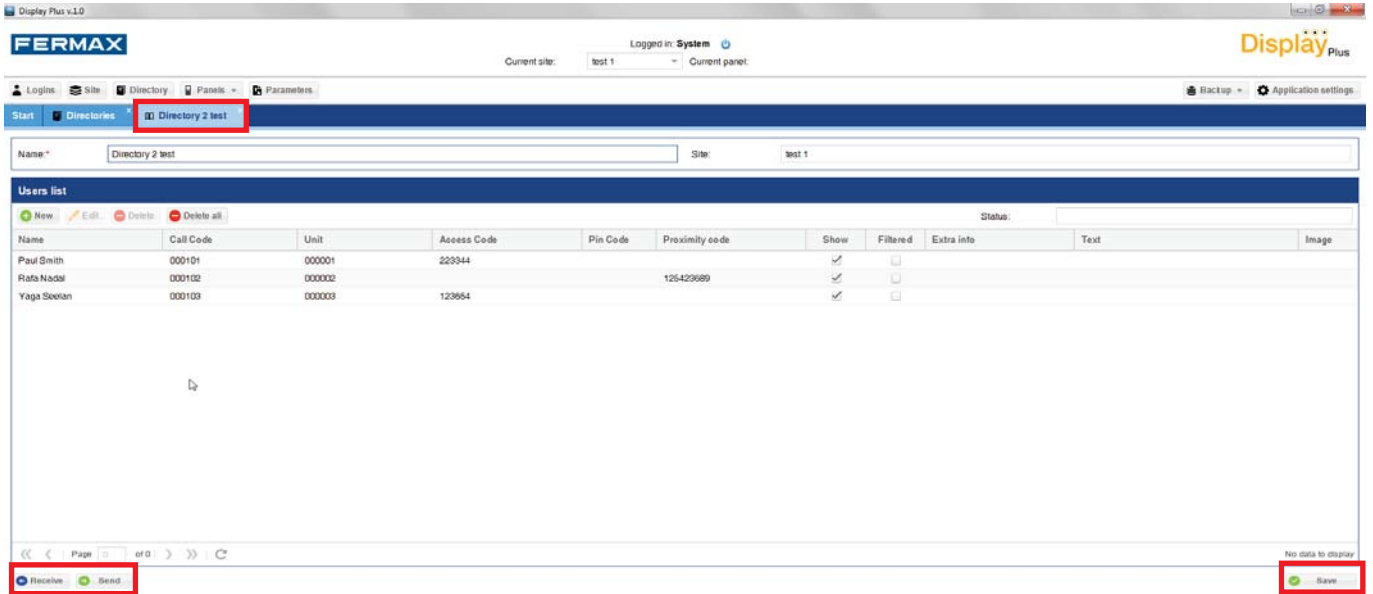 Display Plus v.1.0
FERMAX
Logged in: System
Display Plus
Current site: test 1 Current panel:
Logins Site Directory Panels Parameters Backup Application settings
Start Directories Directory 2 test
Name:* Directory 2 test Site: test 1
Users list
New Edit Delete Delete all Status:
Name Call Code Unit Access Code Pin Code Proximity code Show Filtered Extra info Text Image
Paul Smith 000101 000001 223344
Rafa Nadal 000102 000002 125423689
Yaga Seelan 000103 000003 123654
Page 0 of 0 No data to display
Receive Send Save